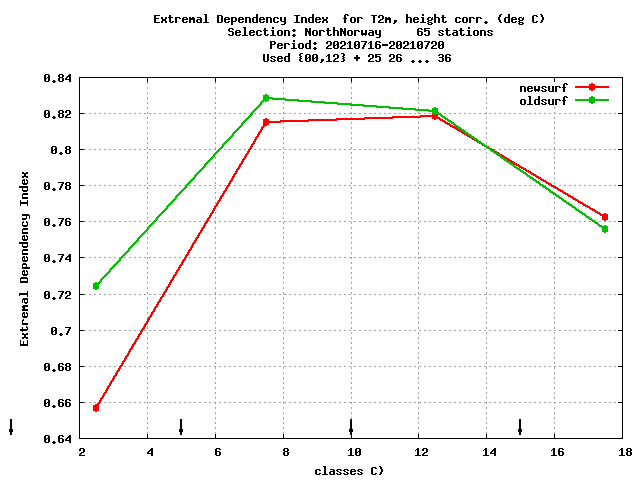 Extremal Dependency Index  for T2m, height corr. (deg C)
Selection: NorthNorway     65 stations
Period: 20210716-20210720
Used {00,12} + 25 26 ... 36
newsurf
oldsurf
Extremal Dependency Index
0.84
0.82
0.8
0.78
0.76
0.74
0.72
0.7
0.68
0.66
0.64
2 4 6 8 10 12 14 16 18
classes C)